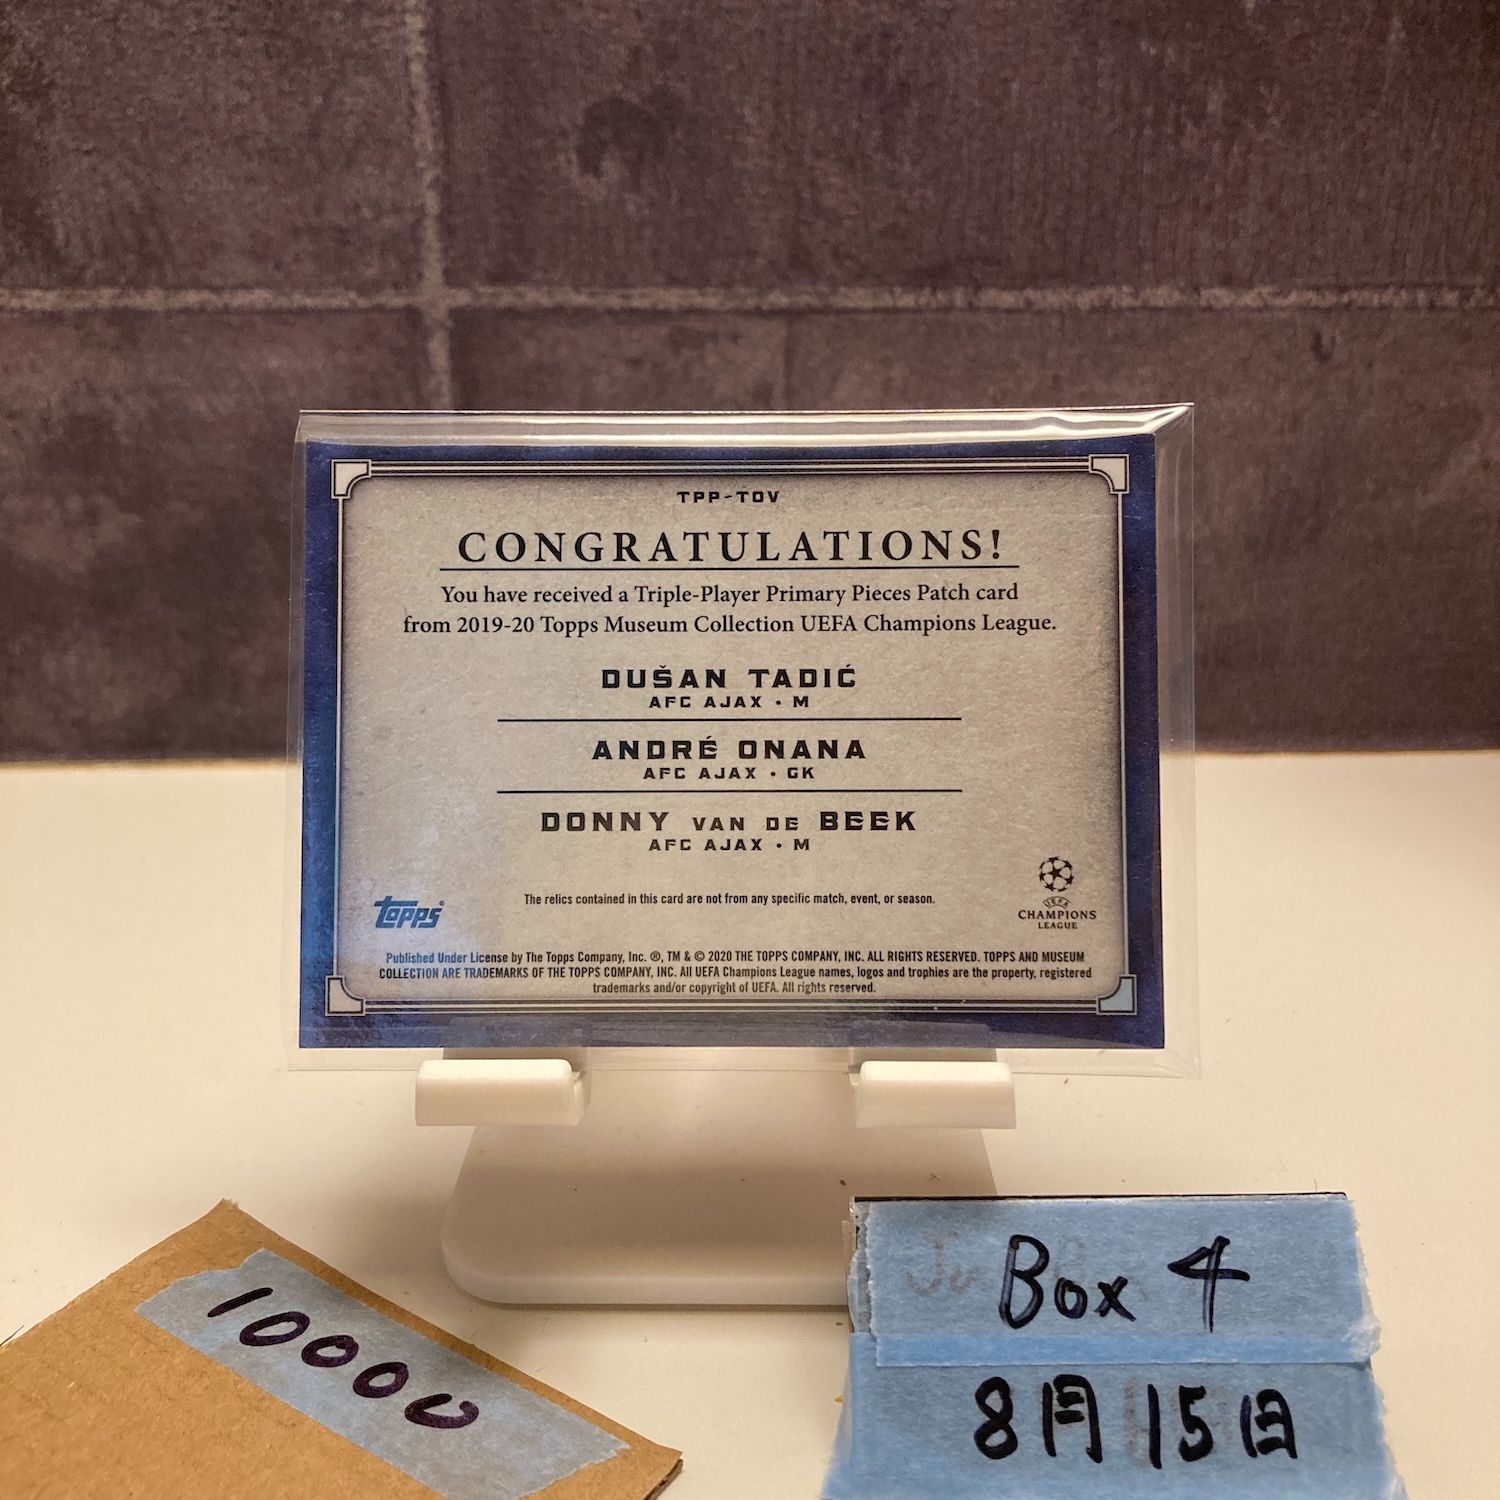 TPP-TOV
CONGRATULATIONS!
You have received a Triple-Player Primary Pieces Patch card
from 2019-20 Topps Museum Collection UEFA Champions League.
DUŠAN TADIĆ
AFC AJAX • M
ANDRÉ ONANA
AFC AJAX • GK
DONNY VAN DE BEEK
AFC AJAX • M
The relics contained in this card are not from any specific match, event, or season.
Topps®
UEFA
CHAMPIONS
LEAGUE
Published Under License by The Topps Company, Inc. ®, TM & © 2020 THE TOPPS COMPANY, INC. ALL RIGHTS RESERVED. TOPPS AND MUSEUM
COLLECTION ARE TRADEMARKS OF THE TOPPS COMPANY, INC. All UEFA Champions League names, logos and trophies are the property, registered
trademarks and/or copyright of UEFA. All rights reserved.
10000
Box 4
8月15日